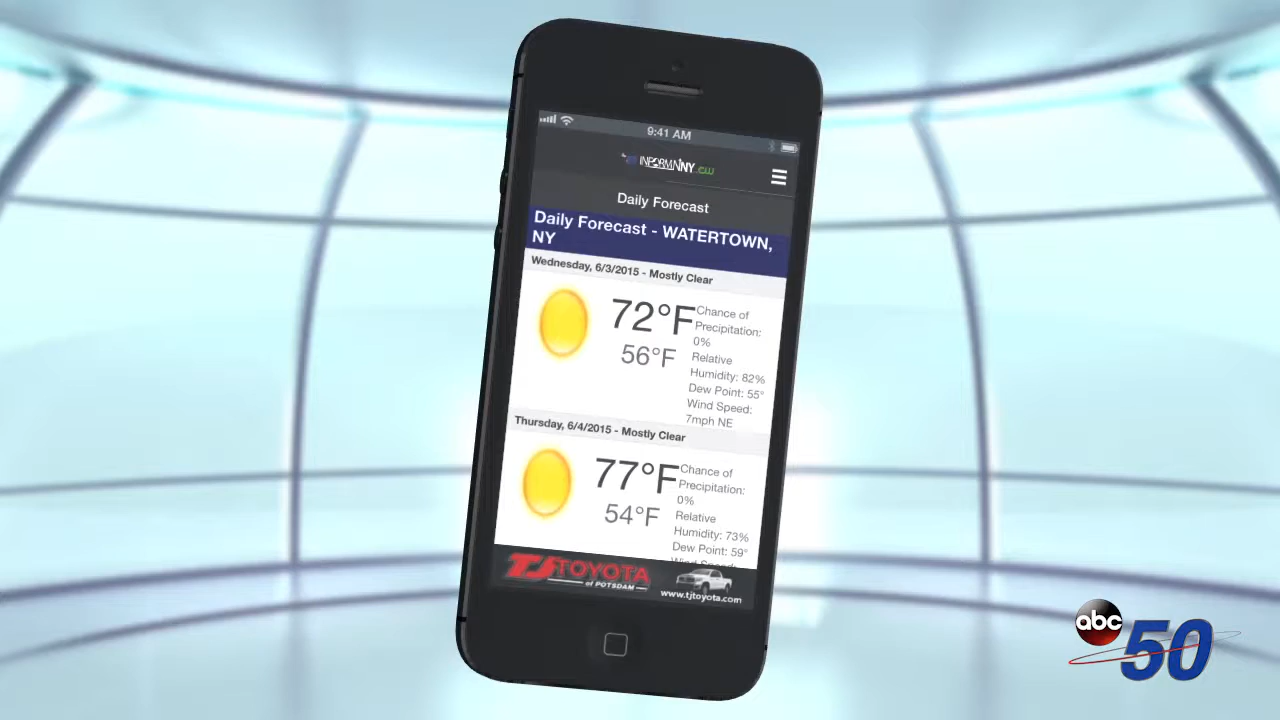 9:41 AM
INFORMNNY.CW
Daily Forecast
Daily Forecast - WATERTOWN,
NY
Wednesday, 6/3/2015 - Mostly Clear
72°F
56°F
Chance of
Precipitation:
0%
Relative
Humidity: 82%
Dew Point: 55°
Wind Speed:
7mph NE
Thursday, 6/4/2015 - Mostly Clear
77°F
54°F
Chance of
Precipitation:
0%
Relative
Humidity: 73%
Dew Point: 59°
Wind Speed:
TJ TOYOTA
of POTSDAM
www.tjtoyota.com
abc
50